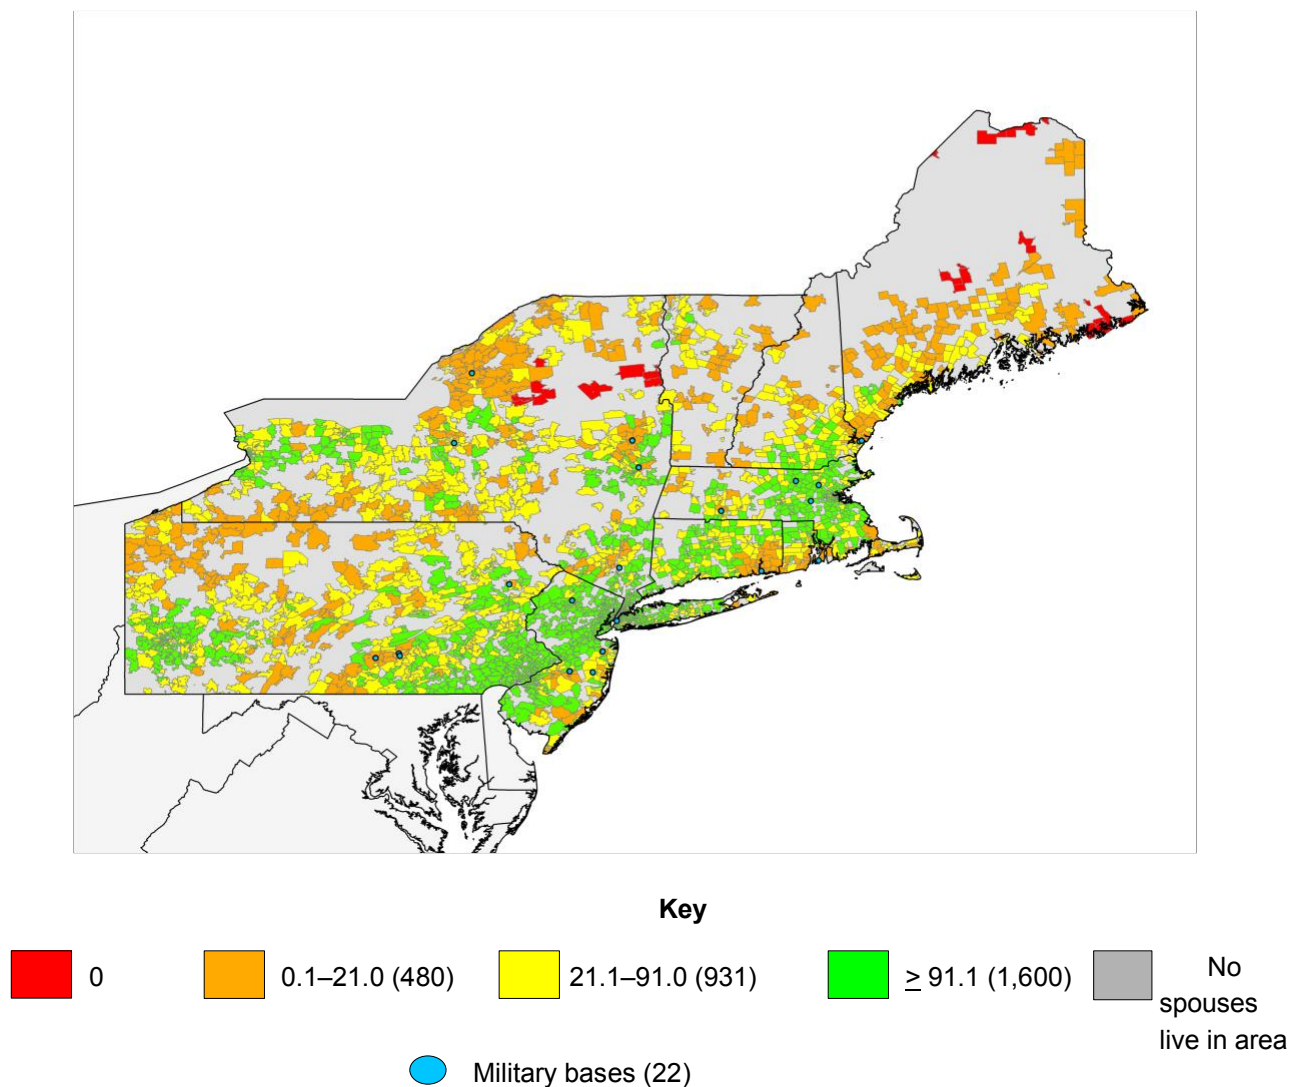 Key
0
0.1–21.0 (480)
21.1–91.0 (931)
≥ 91.1 (1,600)
No
spouses
live in area
Military bases (22)